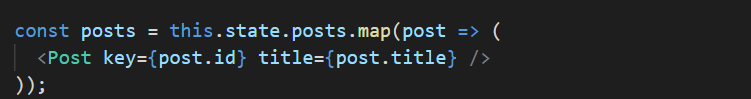 const posts = this.state.posts.map(post => (
  <Post key={post.id} title={post.title} />
));